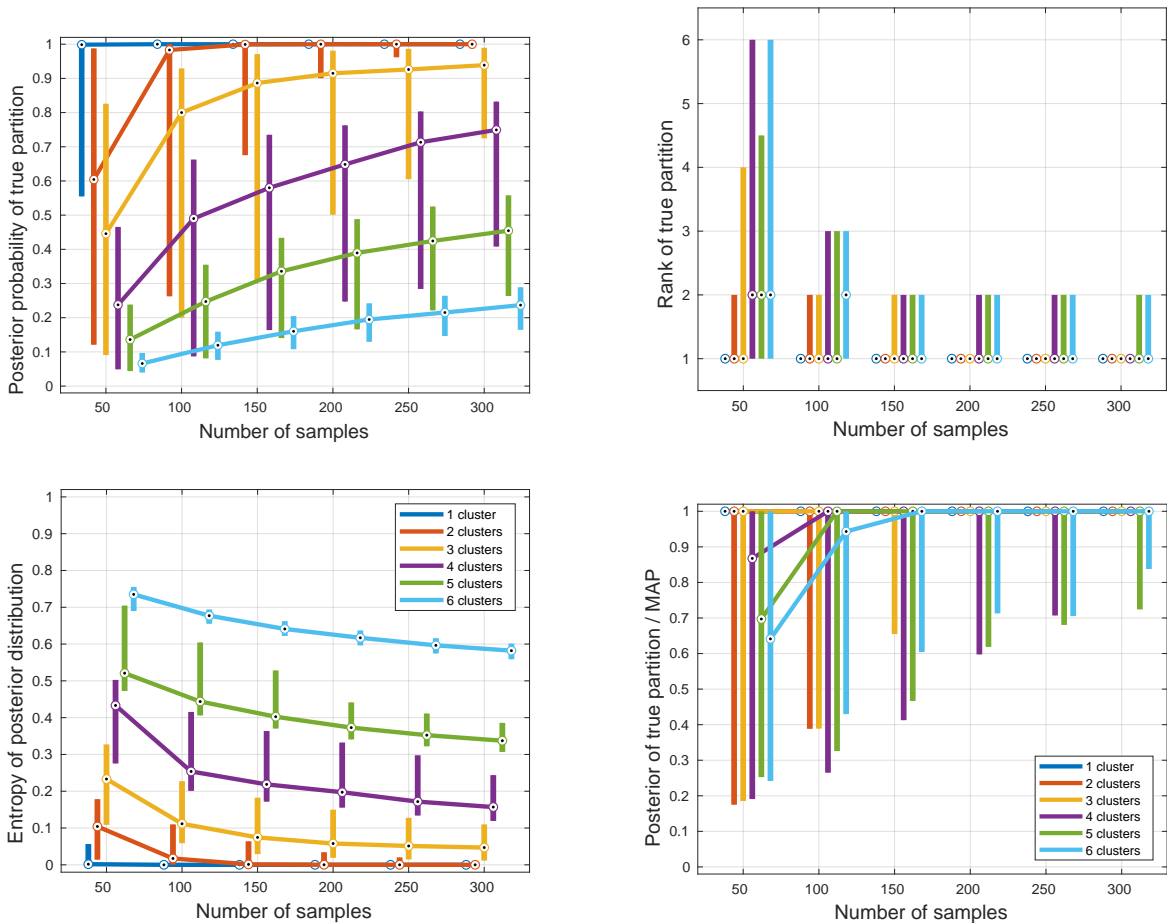 Posterior probability of true partition
1
0.9
0.8
0.7
0.6
0.5
0.4
0.3
0.2
0.1
0
50 100 150 200 250 300
Number of samples
Rank of true partition
6
5
4
3
2
1
50 100 150 200 250 300
Number of samples
Entropy of posterior distribution
1
0.9
0.8
0.7
0.6
0.5
0.4
0.3
0.2
0.1
0
1 cluster
2 clusters
3 clusters
4 clusters
5 clusters
6 clusters
50 100 150 200 250 300
Number of samples
Posterior of true partition / MAP
1
0.9
0.8
0.7
0.6
0.5
0.4
0.3
0.2
0.1
0
1 cluster
2 clusters
3 clusters
4 clusters
5 clusters
6 clusters
50 100 150 200 250 300
Number of samples